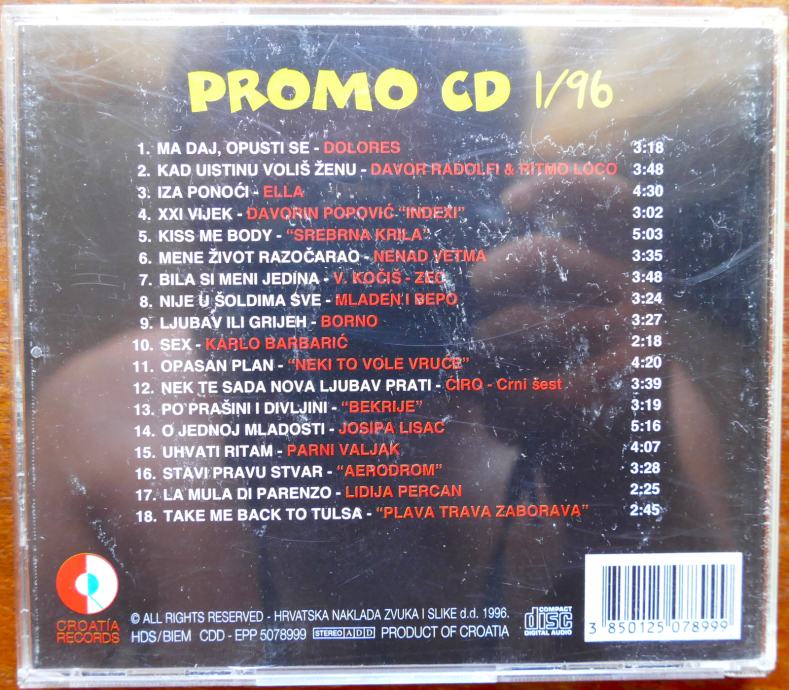 PROMO CD 1/96
1. MA DAJ, OPUSTI SE - DOLORES 3:18
2. KAD UISTINU VOLIŠ ŽENU - DAVOR RADOLFI & RITMO LOCO 3:48
3. IZA PONOĆI - ELLA 4:30
4. XXI VIJEK - DAVORIN POPOVIĆ "INDEXI" 3:02
5. KISS ME BODY - "SREBRNA KRILA" 5:03
6. MENE ŽIVOT RAZOČARAO - NENAD VETMA 3:35
7. BILA SI MENI JEDINA - V. KOČIŠ - ZEC 3:48
8. NIJE U ŠOLDIMA SVE - MLADEN I BEPO 3:24
9. LJUBAV ILI GRIJEH - BORNO 3:27
10. SEX - KARLO BARBARIĆ 2:18
11. OPASAN PLAN - "NEKI TO VOLE VRUĆE" 4:20
12. NEK TE SADA NOVA LJUBAV PRATI - ĆIRO - Crni šest 3:39
13. PO PRAŠINI I DIVLJINI - "BEKRIJE" 3:19
14. O JEDNOJ MLADOSTI - JOSIPA LISAC 5:16
15. UHVATI RITAM - PARNI VALJAK 4:07
16. STAVI PRAVU STVAR - "AERODROM" 3:28
17. LA MULA DI PARENZO - LIDIJA PERCAN 2:25
18. TAKE ME BACK TO TULSA - "PLAVA TRAVA ZABORAVA" 2:45
CROATIA
RECORDS
© ALL RIGHTS RESERVED - HRVATSKA NAKLADA ZVUKA I SLIKE d.d. 1996.
HDS/BIEM CDD - EPP 5078999 STEREO ADD PRODUCT OF CROATIA
COMPACT
disc
DIGITAL AUDIO
3 850125 078999